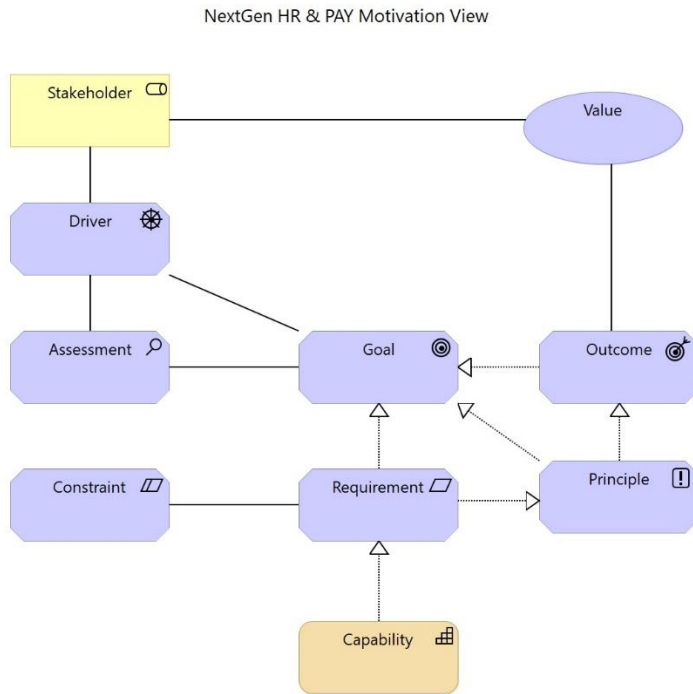 NextGen HR & PAY Motivation View
Stakeholder
Value
Driver
Assessment
Goal
Outcome
Constraint
Requirement
Principle
Capability